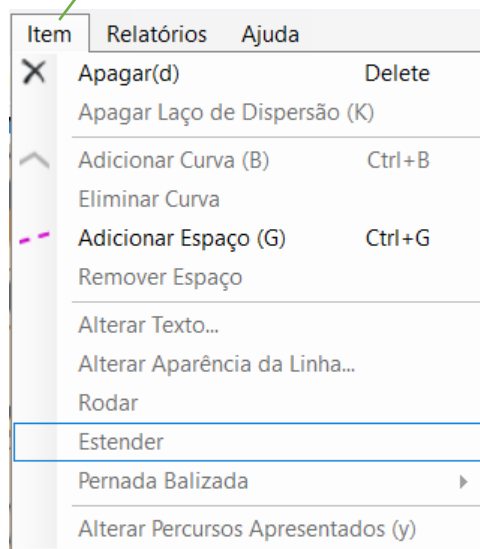 Item Relatórios Ajuda
Apagar(d) Delete
Apagar Laço de Dispersão (K)
Adicionar Curva (B) Ctrl+B
Eliminar Curva
Adicionar Espaço (G) Ctrl+G
Remover Espaço
Alterar Texto...
Alterar Aparência da Linha...
Rodar
Estender
Pernada Balizada
Alterar Percursos Apresentados (y)